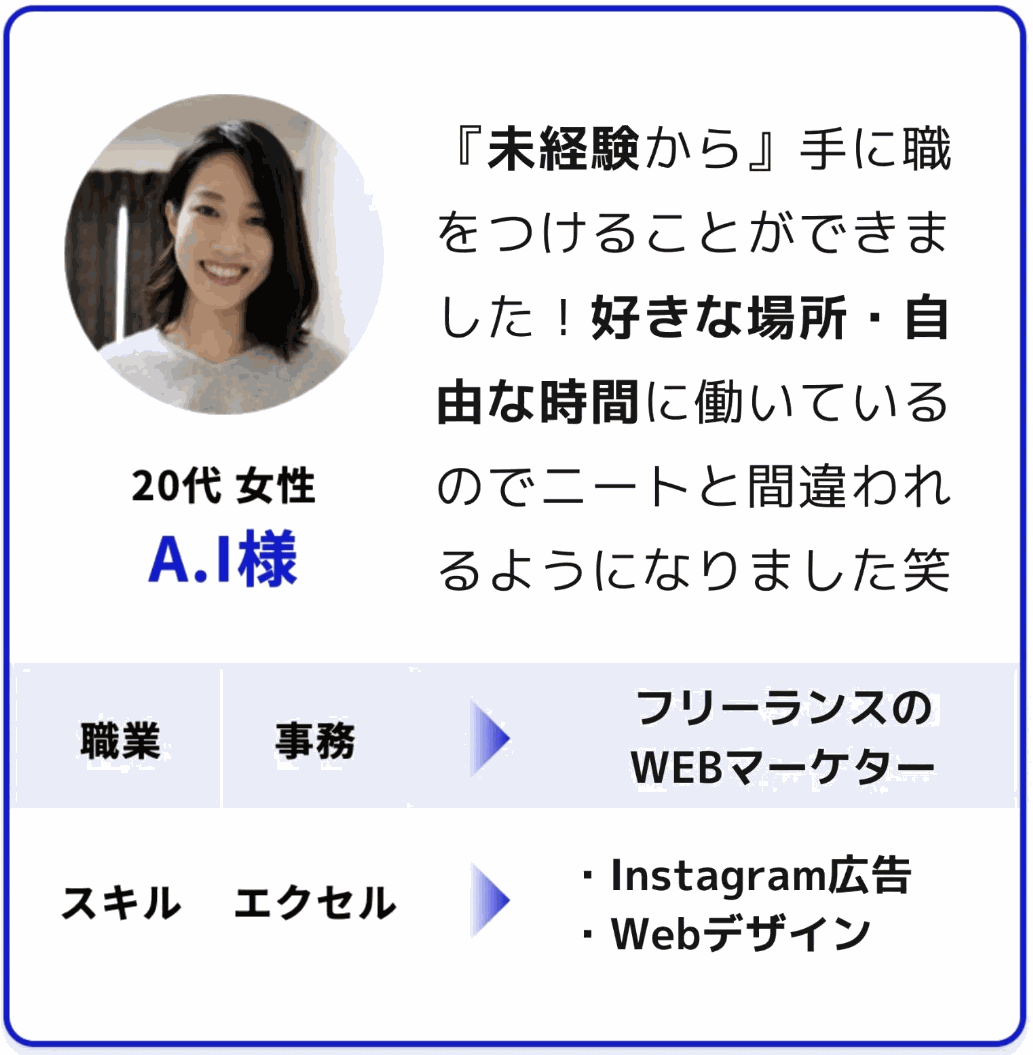 『未経験から』手に職
をつけることができま
した！好きな場所・自
由な時間に働いている
のでニートと間違われ
るようになりました笑
20代 女性
A.I様
職業 事務 フリーランスの
WEBマーケター
スキル エクセル ・Instagram広告
・Webデザイン